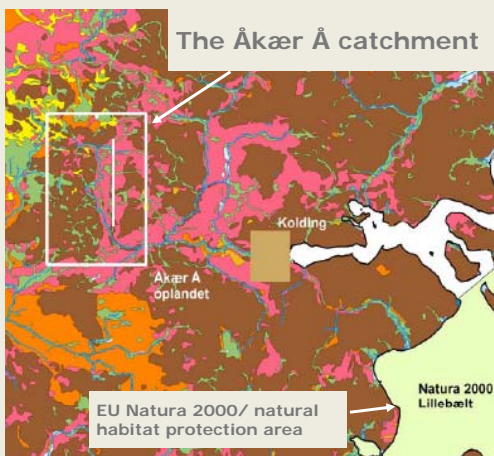 The Åkær Å catchment
Kolding
Åkær Å
oplandet
Natura 2000
Lillebælt
EU Natura 2000/ natural
habitat protection area